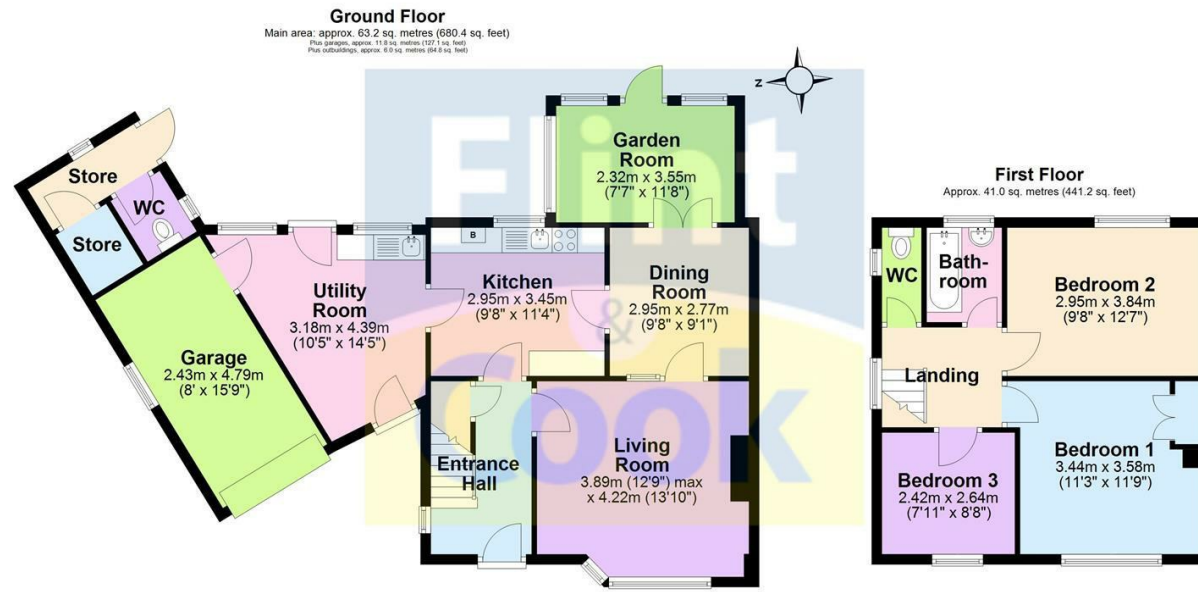 Ground Floor
Main area: approx. 63.2 sq. metres (680.4 sq. feet)
Plus garages, approx. 11.8 sq. metres (127.1 sq. feet)
Plus outbuildings, approx. 6.0 sq. metres (64.8 sq. feet)
Z
Flint
&
Cook
Store
WC
Store
Garage
2.43m x 4.79m
(8' x 15'9")
Utility
Room
3.18m x 4.39m
(10'5" x 14'5")
B
Kitchen
2.95m x 3.45m
(9'8" x 11'4")
Garden
Room
2.32m x 3.55m
(7'7" x 11'8")
Dining
Room
2.95m x 2.77m
(9'8" x 9'1")
Entrance
Hall
Living
Room
3.89m (12'9") max
x 4.22m (13'10")
First Floor
Approx. 41.0 sq. metres (441.2 sq. feet)
WC
Bath-
room
Bedroom 2
2.95m x 3.84m
(9'8" x 12'7")
Landing
Bedroom 1
3.44m x 3.58m
(11'3" x 11'9")
Bedroom 3
2.42m x 2.64m
(7'11" x 8'8")